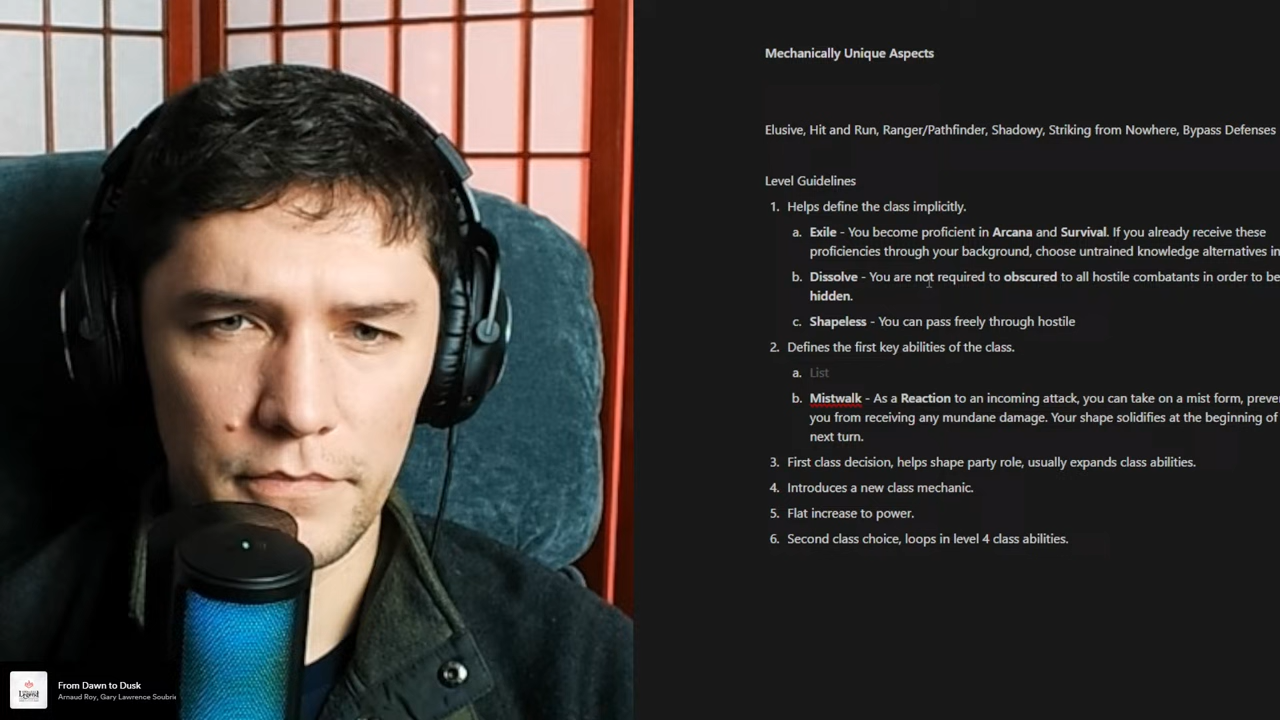 Mechanically Unique Aspects
Elusive, Hit and Run, Ranger/Pathfinder, Shadowy, Striking from Nowhere, Bypass Defenses
Level Guidelines
1. Helps define the class implicitly.
a. Exile - You become proficient in Arcana and Survival. If you already receive these
proficiencies through your background, choose untrained knowledge alternatives in
b. Dissolve - You are not required to obscured to all hostile combatants in order to be
hidden.
c. Shapeless - You can pass freely through hostile
2. Defines the first key abilities of the class.
a. List
b. Mistwalk - As a Reaction to an incoming attack, you can take on a mist form, preve
you from receiving any mundane damage. Your shape solidifies at the beginning of
next turn.
3. First class decision, helps shape party role, usually expands class abilities.
4. Introduces a new class mechanic.
5. Flat increase to power.
6. Second class choice, loops in level 4 class abilities.
Legend
From Dawn to Dusk
Arnaud Roy, Gary Lawrence Soubri